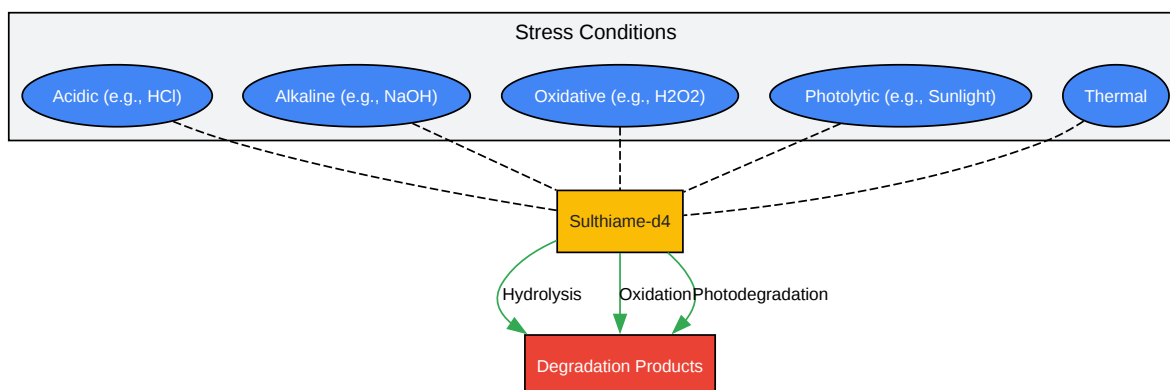 Stress Conditions
Acidic (e.g., HCl)
Alkaline (e.g., NaOH)
Oxidative (e.g., H2O2)
Photolytic (e.g., Sunlight)
Thermal
Sulthiame-d4
Hydrolysis
Oxidation
Photodegradation
Degradation Products